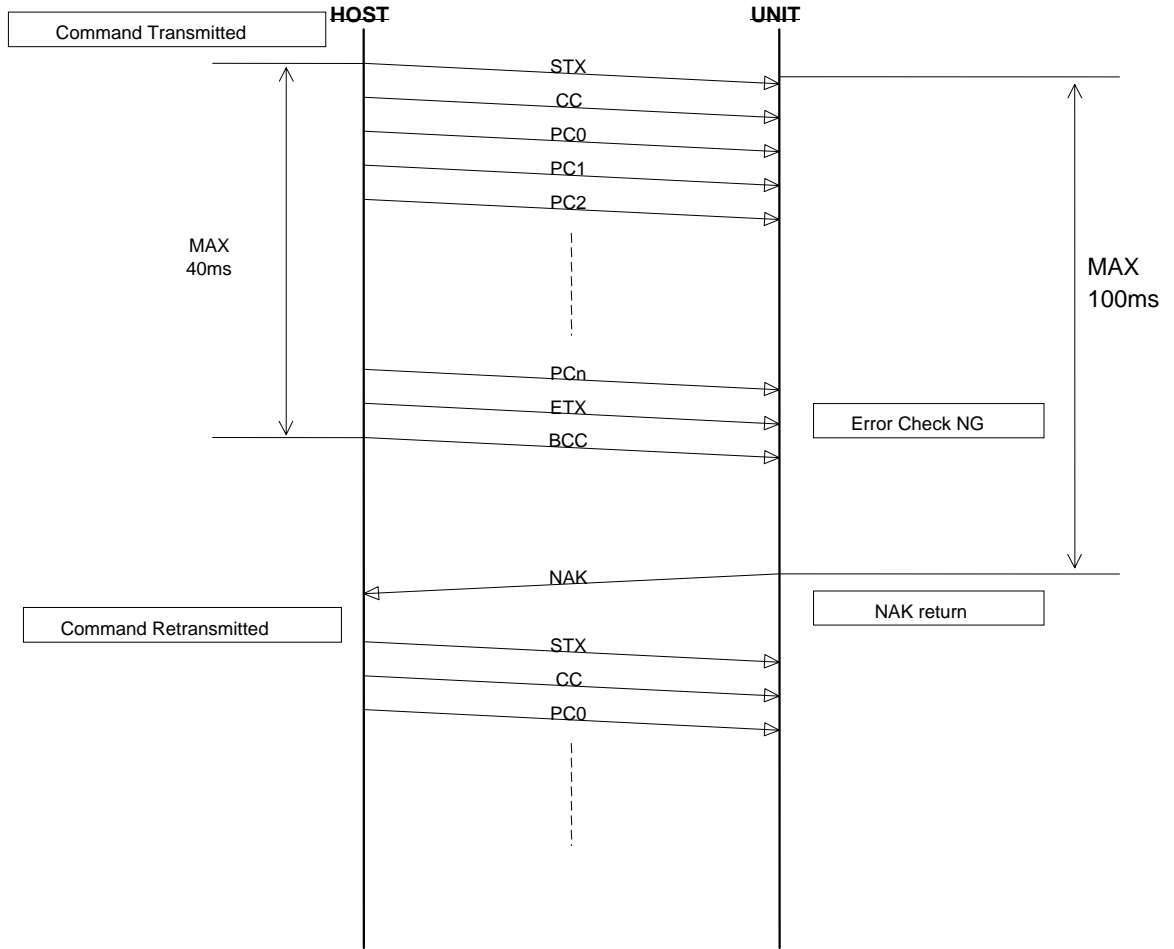 HOST
UNIT
Command Transmitted
STX
CC
PC0
PC1
PC2
MAX
40ms
MAX
100ms
PCn
ETX
Error Check NG
BCC
NAK
NAK return
Command Retransmitted
STX
CC
PC0